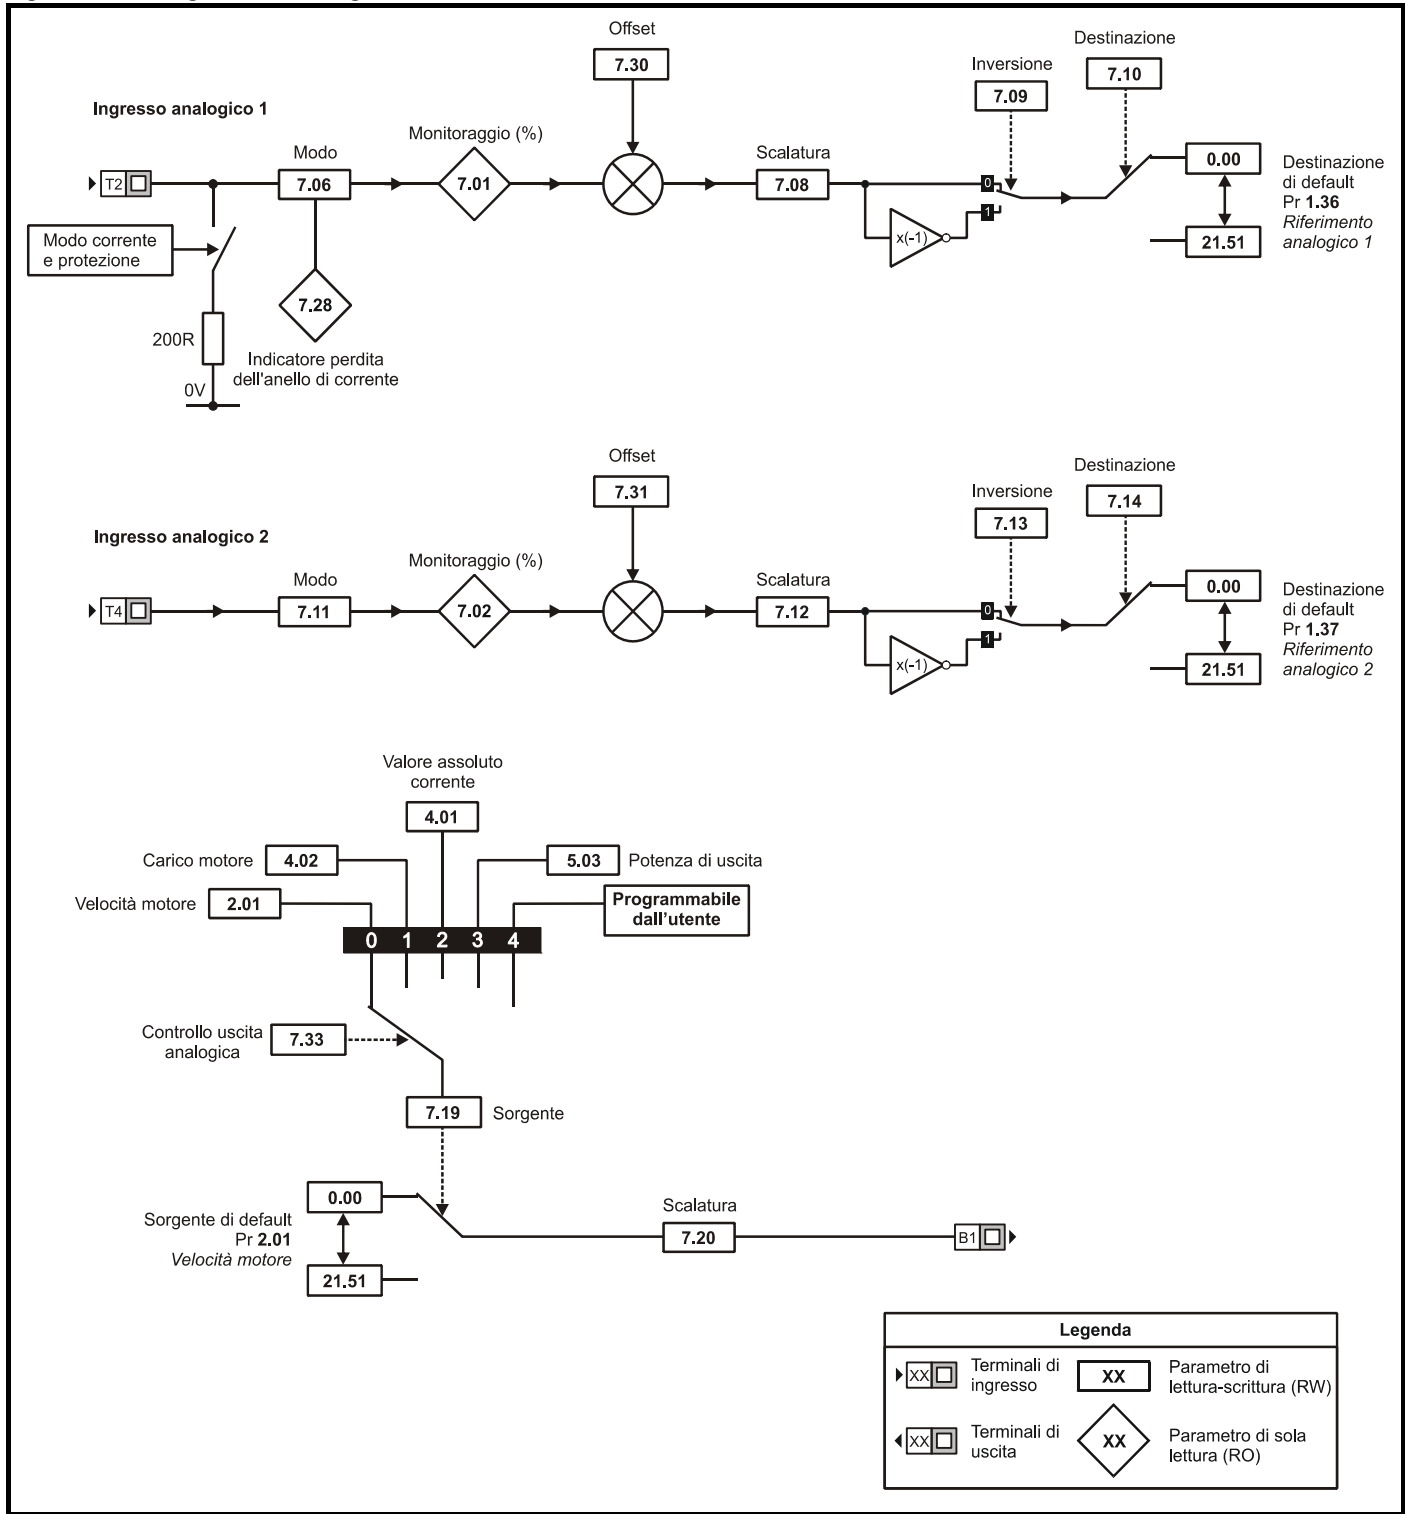 Offset
7.30
Destinazione
7.10
Inversione
7.09
Ingresso analogico 1
Monitoraggio (%)
Modo
Scalatura
T2
7.06
7.01
7.08
0
1
x(-1)
0.00
21.51
Destinazione
di default
Pr 1.36
Riferimento
analogico 1
Modo corrente
e protezione
7.28
200R
0V
Indicatore perdita
dell'anello di corrente
Offset
7.31
Destinazione
7.14
Inversione
7.13
Ingresso analogico 2
Monitoraggio (%)
Modo
Scalatura
T4
7.11
7.02
7.12
0
1
x(-1)
0.00
21.51
Destinazione
di default
Pr 1.37
Riferimento
analogico 2
Valore assoluto
corrente
4.01
Carico motore
4.02
5.03
Potenza di uscita
Velocità motore
2.01
Programmabile
dall'utente
0 1 2 3 4
Controllo uscita
analogica
7.33
7.19
Sorgente
0.00
Sorgente di default
Pr 2.01
Velocità motore
21.51
Scalatura
7.20
B1
Legenda
XX
Terminali di
ingresso
XX
Parametro di
lettura-scrittura (RW)
XX
Terminali di
uscita
XX
Parametro di sola
lettura (RO)